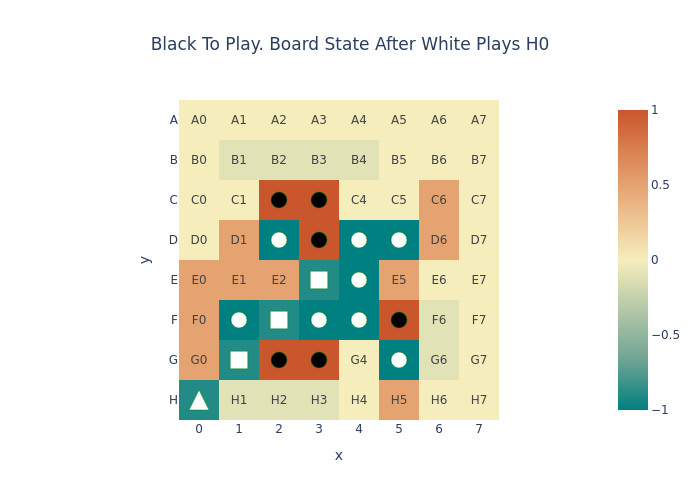 Black To Play. Board State After White Plays H0
A A0 A1 A2 A3 A4 A5 A6 A7
B B0 B1 B2 B3 B4 B5 B6 B7
C C0 C1 C4 C5 C6 C7
D D0 D1 D6 D7
E E0 E1 E2 E5 E6 E7
F F0 F6 F7
G G0 G4 G6 G7
H H1 H2 H3 H4 H5 H6 H7
0 1 2 3 4 5 6 7
x
y
1
0.5
0
−0.5
−1